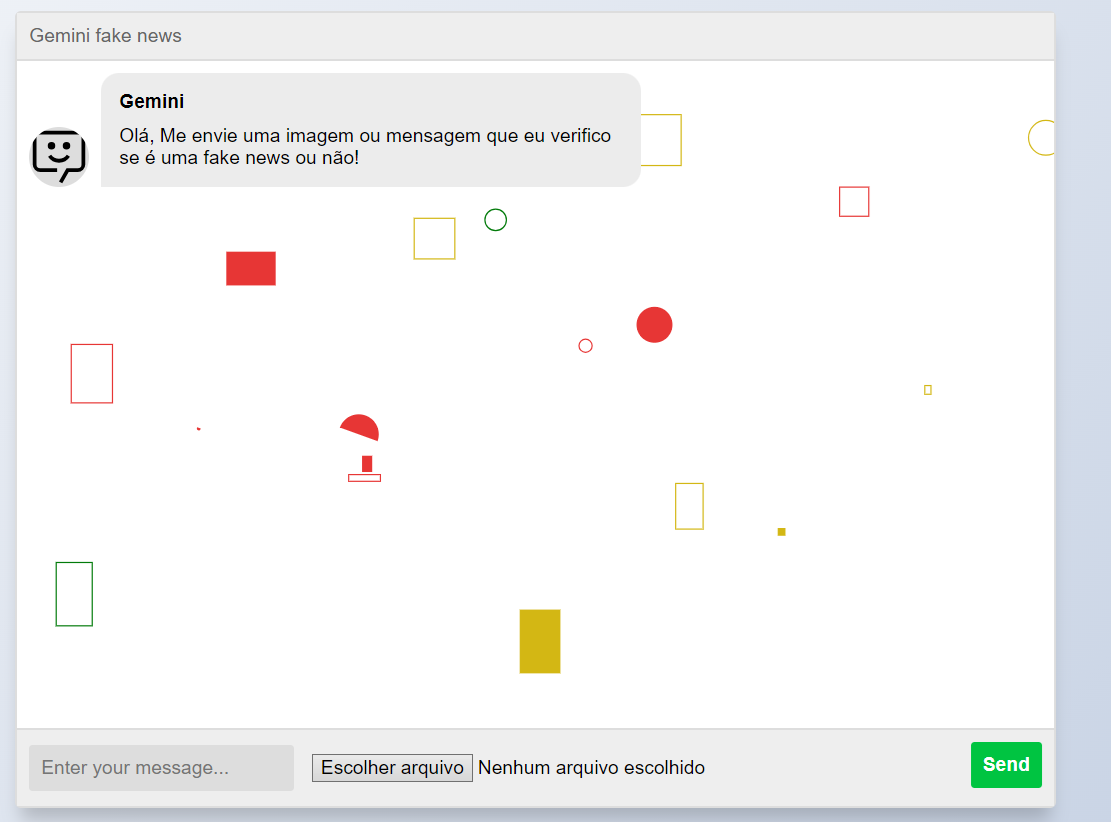 Gemini fake news
Gemini
Olá, Me envie uma imagem ou mensagem que eu verifico
se é uma fake news ou não!
Enter your message...
Escolher arquivo Nenhum arquivo escolhido
Send